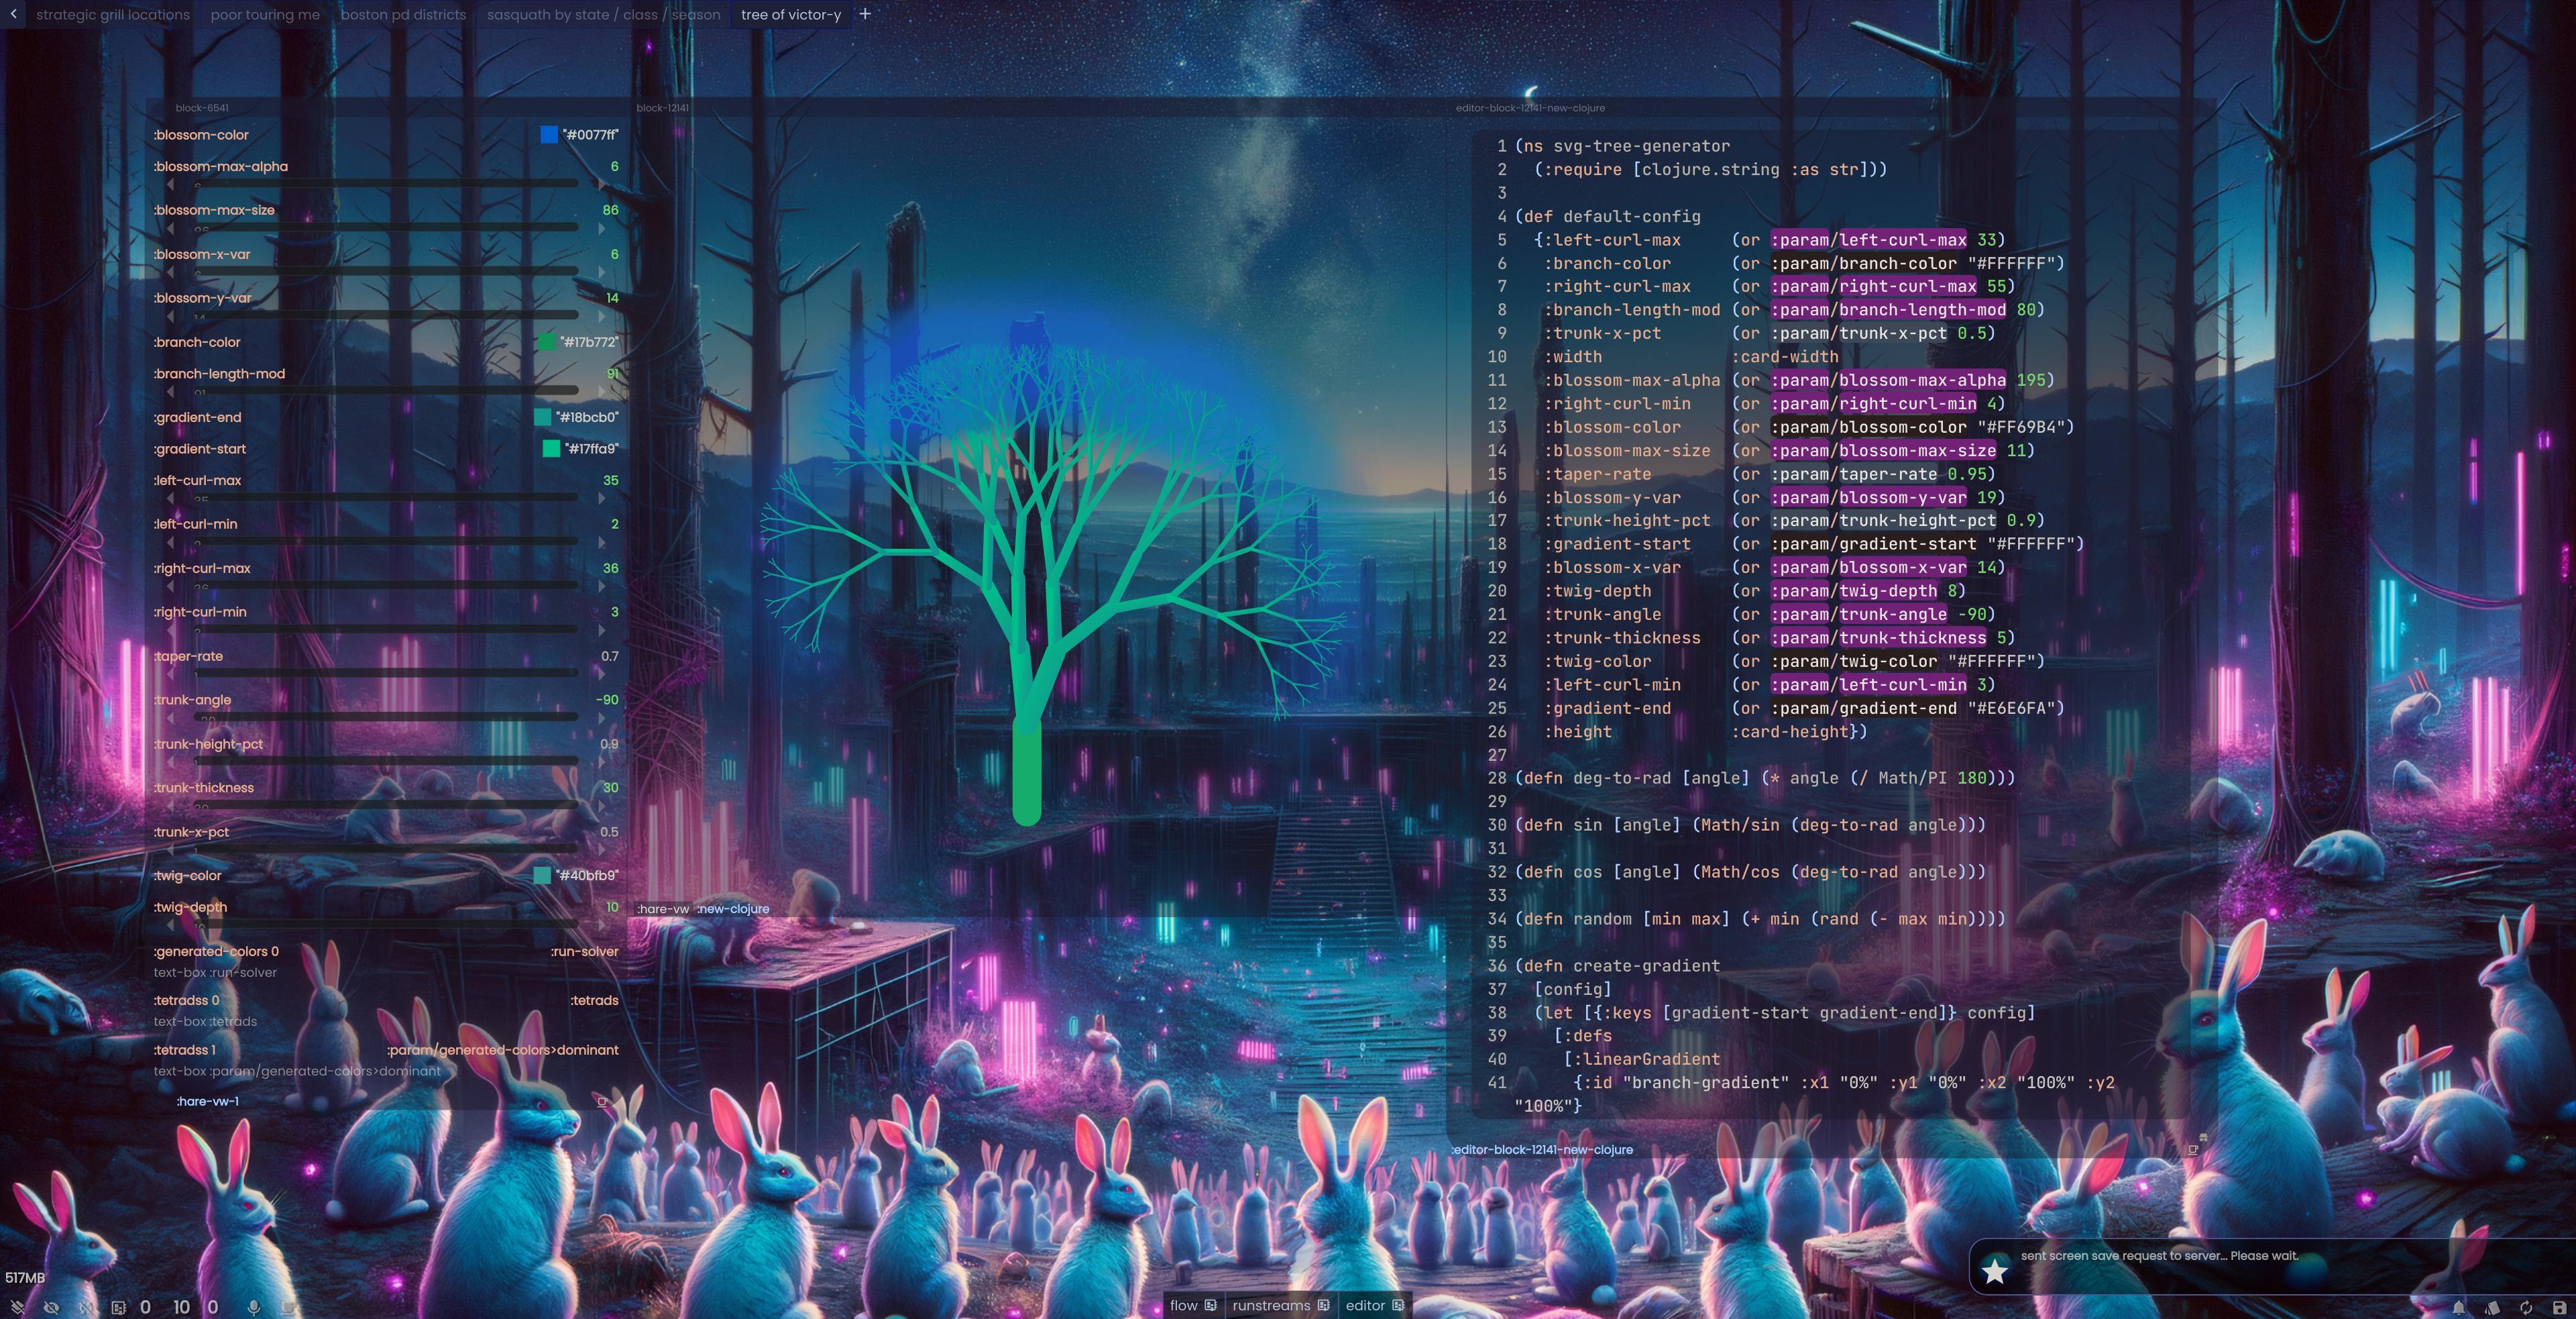 strategic grill locations
poor touring me
boston pd districts
sasquath by state / class / season
tree of victor-y
+
block-6541
:blossom-color "#0077ff"
:blossom-max-alpha 6
:blossom-max-size 86
:blossom-x-var 6
:blossom-y-var 14
:branch-color "#17b772"
:branch-length-mod 91
:gradient-end "#18bcb0"
:gradient-start "#17ffa9"
:left-curl-max 35
:left-curl-min 2
:right-curl-max 36
:right-curl-min 3
:taper-rate 0.7
:trunk-angle -90
:trunk-height-pct 0.9
:trunk-thickness 30
:trunk-x-pct 0.5
:twig-color "#40bfb9"
:twig-depth 10
:generated-colors 0 :run-solver
text-box :run-solver
:tetradss 0 :tetrads
text-box :tetrads
:tetradss 1 :param/generated-colors>dominant
text-box :param/generated-colors>dominant
:hare-vw-1
block-12141
:hare-vw :new-clojure
editor-block-12141-new-clojure
1 (ns svg-tree-generator
2 (:require [clojure.string :as str]))
3
4 (def default-config
5 {:left-curl-max (or :param/left-curl-max 33)
6 :branch-color (or :param/branch-color "#FFFFFF")
7 :right-curl-max (or :param/right-curl-max 55)
8 :branch-length-mod (or :param/branch-length-mod 80)
9 :trunk-x-pct (or :param/trunk-x-pct 0.5)
10 :width :card-width
11 :blossom-max-alpha (or :param/blossom-max-alpha 195)
12 :right-curl-min (or :param/right-curl-min 4)
13 :blossom-color (or :param/blossom-color "#FF69B4")
14 :blossom-max-size (or :param/blossom-max-size 11)
15 :taper-rate (or :param/taper-rate 0.95)
16 :blossom-y-var (or :param/blossom-y-var 19)
17 :trunk-height-pct (or :param/trunk-height-pct 0.9)
18 :gradient-start (or :param/gradient-start "#FFFFFF")
19 :blossom-x-var (or :param/blossom-x-var 14)
20 :twig-depth (or :param/twig-depth 8)
21 :trunk-angle (or :param/trunk-angle -90)
22 :trunk-thickness (or :param/trunk-thickness 5)
23 :twig-color (or :param/twig-color "#FFFFFF")
24 :left-curl-min (or :param/left-curl-min 3)
25 :gradient-end (or :param/gradient-end "#E6E6FA")
26 :height :card-height})
27
28 (defn deg-to-rad [angle] (* angle (/ Math/PI 180)))
29
30 (defn sin [angle] (Math/sin (deg-to-rad angle)))
31
32 (defn cos [angle] (Math/cos (deg-to-rad angle)))
33
34 (defn random [min max] (+ min (rand (- max min))))
35
36 (defn create-gradient
37 [config]
38 (let [{:keys [gradient-start gradient-end]} config]
39 [:defs
40 [:linearGradient
41 {:id "branch-gradient" :x1 "0%" :y1 "0%" :x2 "100%" :y2
"100%"}
:editor-block-12141-new-clojure
sent screen save request to server... Please wait.
517MB
0 10 0
flow
runstreams
editor